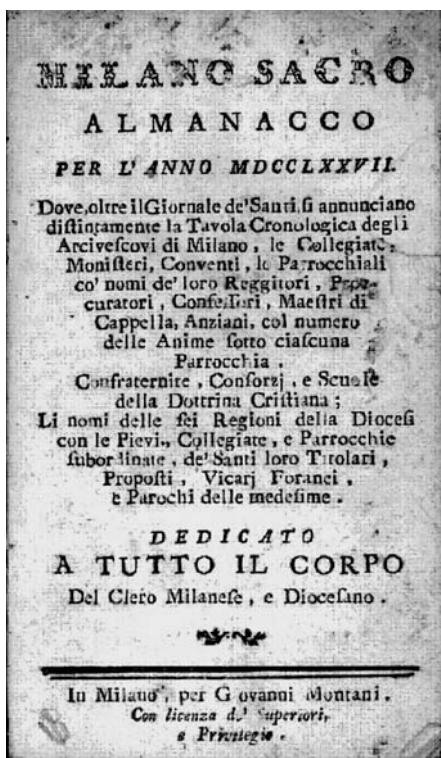 MILANO SACRO
ALMANACCO
PER L'ANNO MDCCLXXVII.
Dove, oltre il Giornale de' Santi, si annunciano
distintamente la Tavola Cronologica degli
Arcivescovi di Milano, le Collegiate,
Monisteri, Conventi, le Parrocchiali
co' nomi de' loro Reggitori, Procuratori, Confessori, Maestri di
Cappella, Anziani, col numero
delle Anime sotto ciascuna
Parrocchia.
Confraternite, Consorzj, e Scuole
della Dottrina Cristiana;
Li nomi delle sei Regioni della Diocesi
con le Pievi., Collegiate, e Parrocchie
subordinate, de' Santi loro Titolari,
Proposti, Vicarj Foranei,
e Parochi delle medesime.
DEDICATO
A TUTTO IL CORPO
Del Clero Milanese, e Diocesano.
In Milano, per Giovanni Montani.
Con licenza de' Superiori,
e Privilegio.